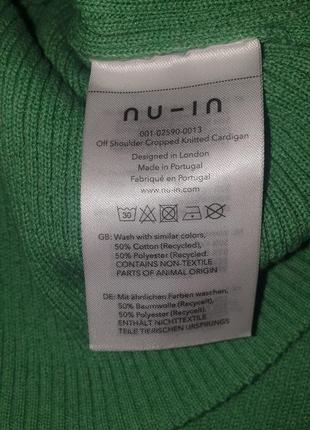 nu-in
001-02590-0013
Off Shoulder Cropped Knitted Cardigan
Designed in London
Made in Portugal
Fabriqué en Portugal
www.nu-in.com
30
GB: Wash with similar colors,
50% Cotton (Recycled),
50% Polyester (Recycled).
CONTAINS NON-TEXTILE
PARTS OF ANIMAL ORIGIN
DE: Mit ähnlichen Farben waschen,
50% Baumwolle (Recycelt),
50% Polyester (Recycelt).
ENTHÄLT NICHTTEXTILE
TEILE TIERISCHEN URSPRUNGS